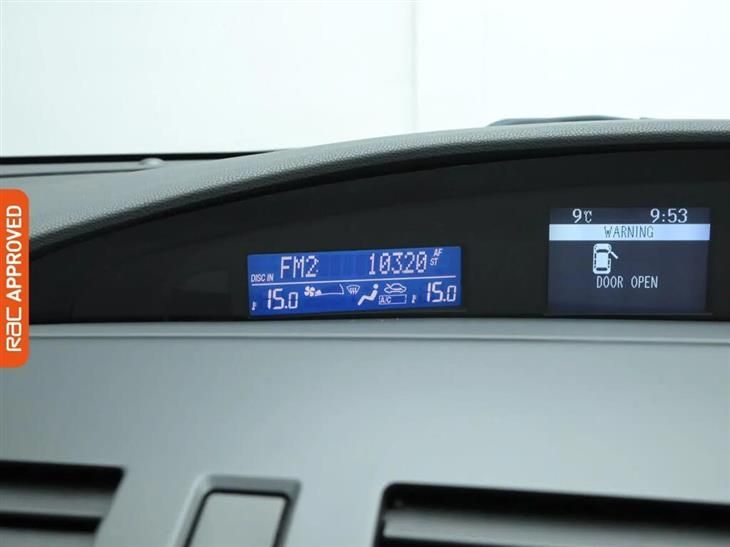 RAC APPROVED
9℃ 9:53
WARNING
DOOR OPEN
FM2 10320 AF
ST
DISC IN
15.0 A/C 15.0